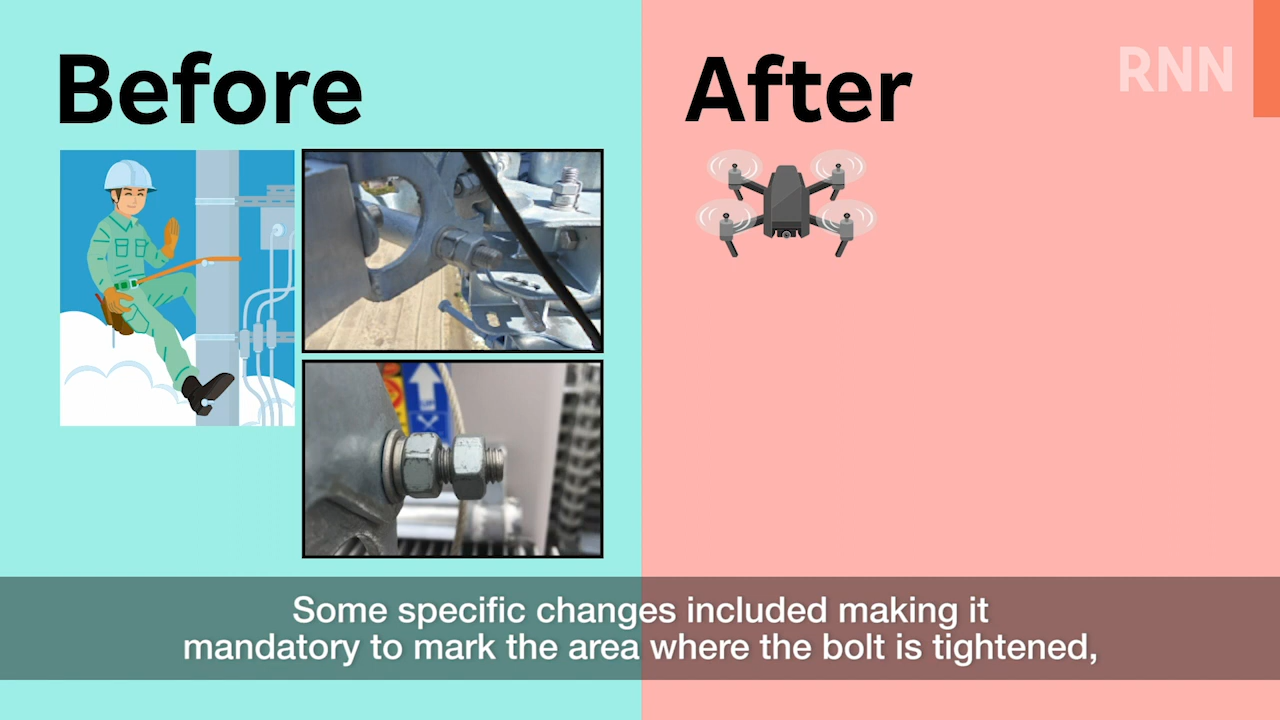 Before
After
RNN
Some specific changes included making it
mandatory to mark the area where the bolt is tightened,